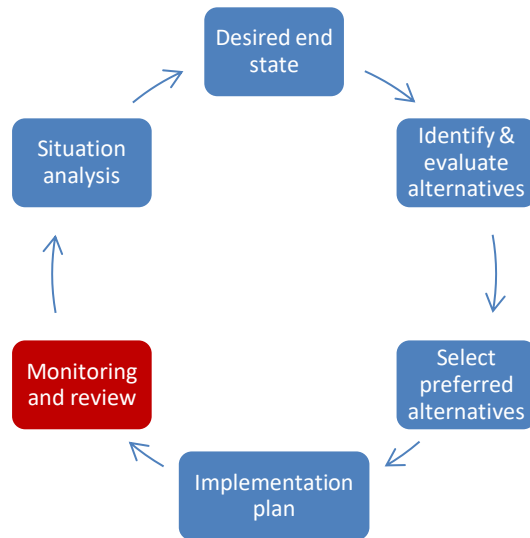 Desired end
state
Identify &
evaluate
alternatives
Select
preferred
alternatives
Implementation
plan
Monitoring
and review
Situation
analysis